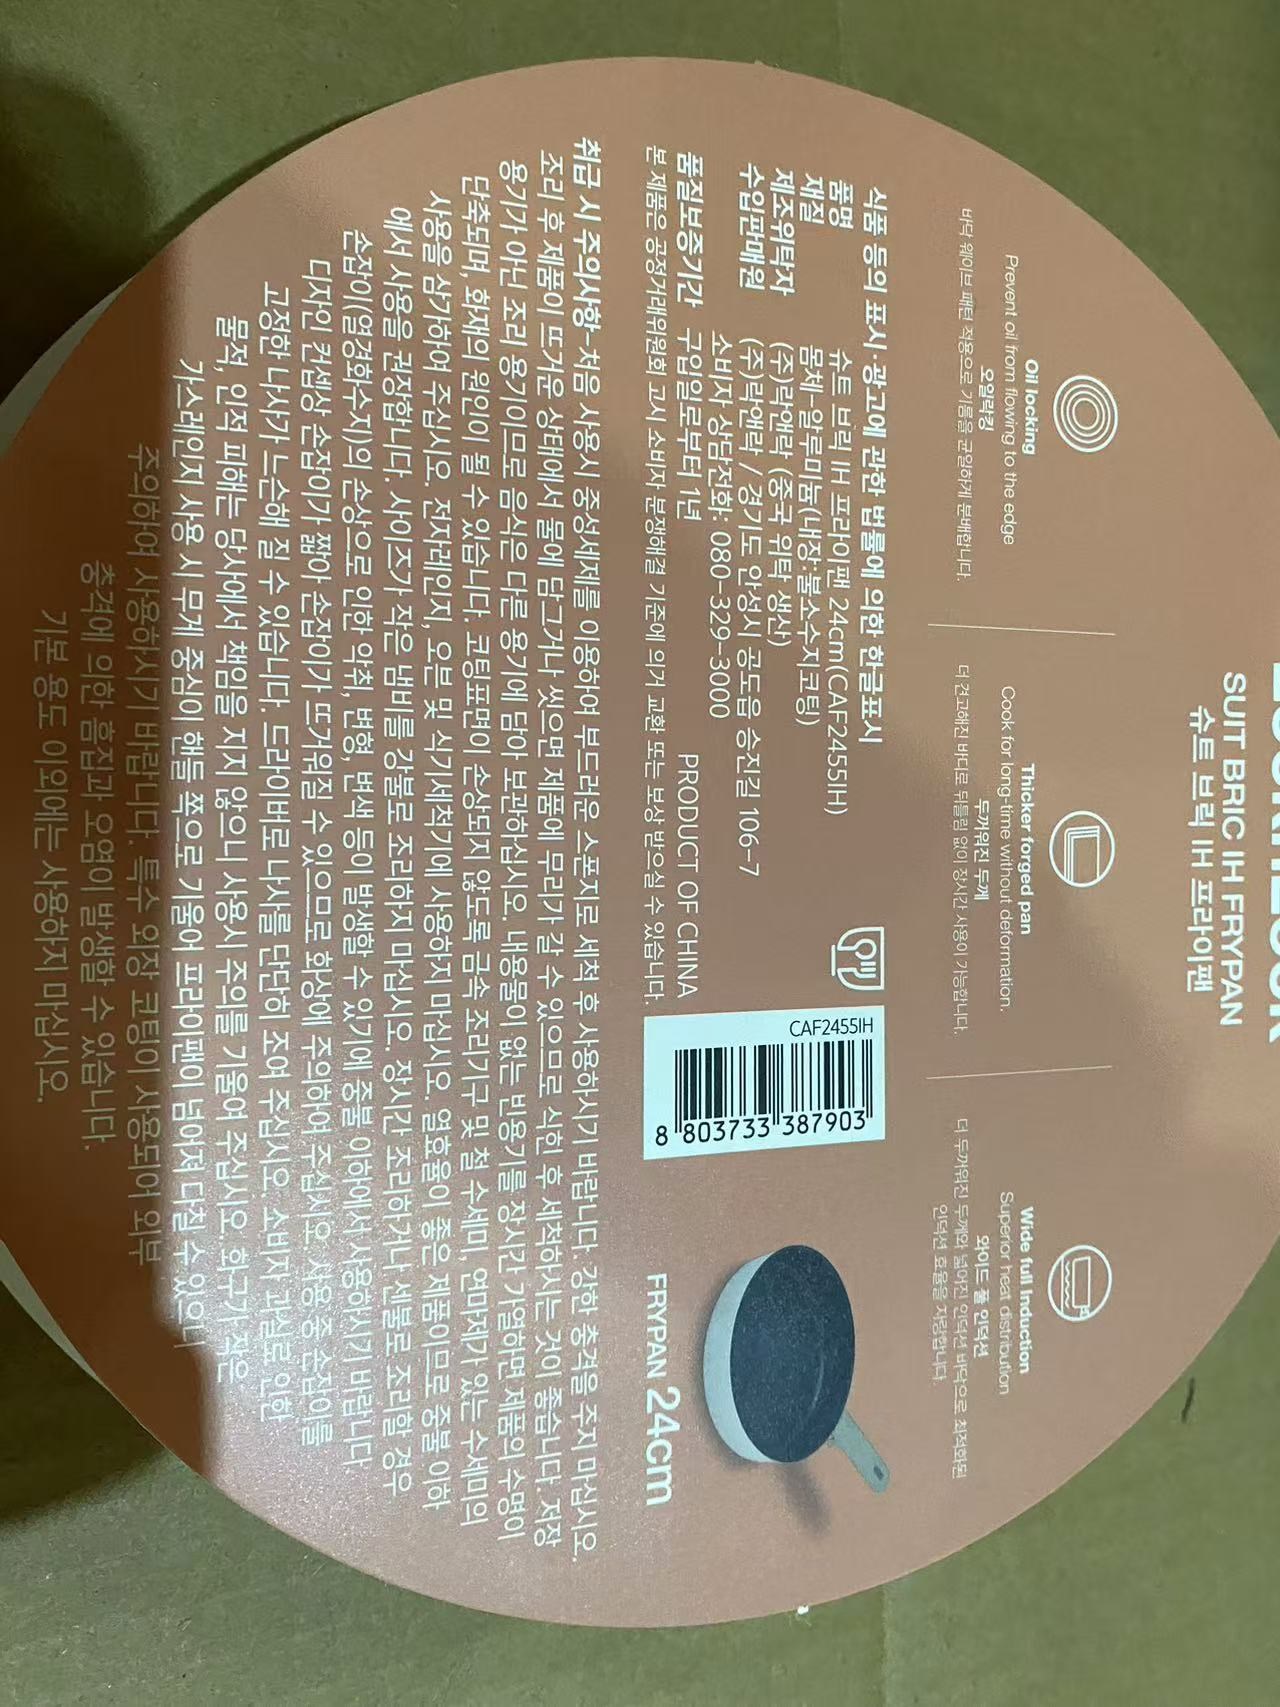 SUIT BRIC IH FRYPAN
슈트 브릭 IH 프라이팬
Oil locking
Prevent oil from flowing to the edge
오일락킹
바닥 웨이브 패턴 적용으로 기름을 균일하게 분배합니다.
Thicker forged pan
Cook for long-time without deformation.
두꺼워진 두께
더 견고해진 바디로 뒤틀림 없이 장시간 사용이 가능합니다.
Wide full Induction
Superior heat distribution
와이드 풀 인덕션
더 두꺼워진 두께와 넓어진 인덕션 바닥으로 최적화된
인덕션 효율을 자랑합니다.
식품 등의 표시·광고에 관한 법률에 의한 한글표시
품명 슈트 브릭 IH 프라이팬 24cm(CAF2455IH)
재질 몸체-알루미늄(내장:불소수지코팅)
제조위탁자 (주)락앤락 (중국 위탁 생산)
수입판매원 (주)락앤락 / 경기도 안성시 공도읍 승진길 106-7
소비자 상담전화: 080-329-3000
품질보증기간 구입일로부터 1년 PRODUCT OF CHINA
본 제품은 공정거래위원회 고시 소비자 분쟁해결 기준에 의거 교환 또는 보상 받으실 수 있습니다.
CAF2455IH
8 803733 387903
FRYPAN 24cm
취급 시 주의사항-처음 사용시 중성세제를 이용하여 부드러운 스폰지로 세척 후 사용하시기 바랍니다. 강한 충격을 주지 마십시오.
조리 후 제품이 뜨거운 상태에서 물에 담그거나 씻으면 제품에 무리가 갈 수 있으므로 식힌 후 세척하시는 것이 좋습니다. 저장
용기가 아닌 조리 용기이므로 음식은 다른 용기에 담아 보관하십시오. 내용물이 없는 빈용기를 장시간 가열하면 제품의 수명이
단축되며, 화재의 원인이 될 수 있습니다. 코팅표면이 손상되지 않도록 금속 조리기구 및 철 수세미, 연마제가 있는 수세미의
사용을 삼가하여 주십시오. 전자레인지, 오븐 및 식기세척기에 사용하지 마십시오. 열효율이 좋은 제품이므로 중불 이하
에서 사용을 권장합니다. 사이즈가 작은 냄비를 강불로 조리하지 마십시오. 장시간 조리하거나 센불로 조리할 경우
손잡이(열경화수지)의 손상으로 인한 악취, 변형, 변색 등이 발생할 수 있기에 중불 이하에서 사용하시기 바랍니다.
디자인 컨셉상 손잡이가 짧아 손잡이가 뜨거워질 수 있으므로 화상에 주의하여 주십시오. 사용 중 손잡이를
고정한 나사가 느슨해 질 수 있습니다. 드라이버로 나사를 단단히 조여 주십시오. 소비자 과실로 인한
물적, 인적 피해는 당사에서 책임을 지지 않으니 사용시 주의를 기울여 주십시오. 화구가 작은
가스레인지 사용 시 무게 중심이 핸들 쪽으로 기울어 프라이팬이 넘어져 다칠 수 있으니
주의하여 사용하시기 바랍니다. 특수 외장 코팅이 사용되어 외부
충격에 의한 흠집과 오염이 발생할 수 있습니다.
기본 용도 이외에는 사용하지 마십시오.